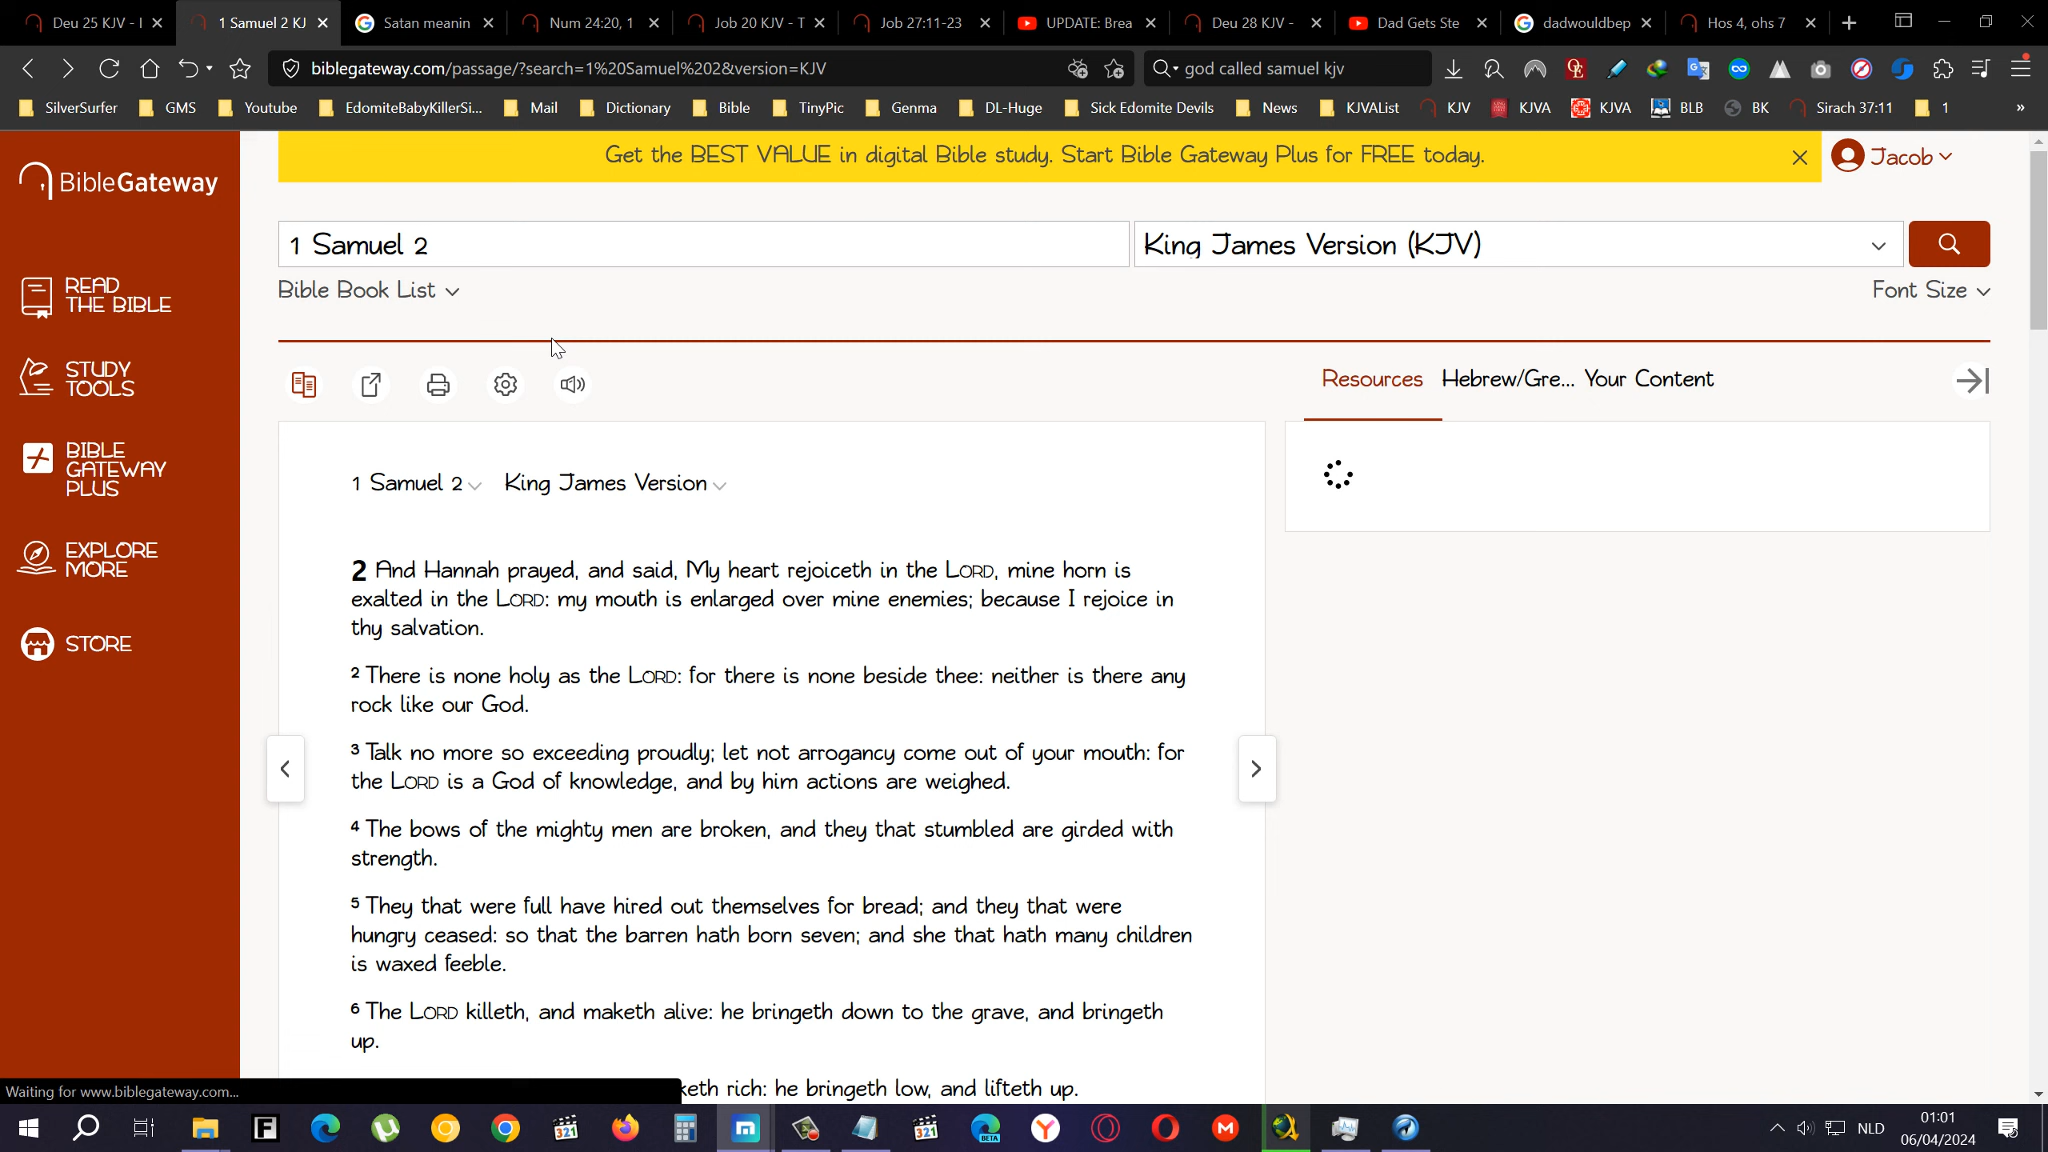 Deu 25 KJV - I
1 Samuel 2 KJ
Satan meanin
Num 24:20, 1
Job 20 KJV - T
Job 27:11-23
UPDATE: Brea
Deu 28 KJV -
Dad Gets Ste
dadwouldbep
Hos 4, ohs 7
biblegateway.com/passage/?search=1%20Samuel%202&version=KJV
god called samuel kjv
SilverSurfer
GMS
Youtube
EdomiteBabyKillerSi...
Mail
Dictionary
Bible
TinyPic
Genma
DL-Huge
Sick Edomite Devils
News
KJVAList
KJV
KJVA
KJVA
BLB
BK
Sirach 37:11
1
»
BibleGateway
READ
THE BIBLE
STUDY
TOOLS
BIBLE
GATEWAY
PLUS
EXPLORE
MORE
STORE
Get the BEST VALUE in digital Bible study. Start Bible Gateway Plus for FREE today.
Jacob
1 Samuel 2
King James Version (KJV)
Bible Book List
Font Size
Resources
Hebrew/Gre...
Your Content
1 Samuel 2
King James Version
2 And Hannah prayed, and said, My heart rejoiceth in the LORD, mine horn is
exalted in the LORD: my mouth is enlarged over mine enemies; because I rejoice in
thy salvation.
2 There is none holy as the LORD: for there is none beside thee: neither is there any
rock like our God.
3 Talk no more so exceeding proudly; let not arrogancy come out of your mouth: for
the LORD is a God of knowledge, and by him actions are weighed.
4 The bows of the mighty men are broken, and they that stumbled are girded with
strength.
5 They that were full have hired out themselves for bread; and they that were
hungry ceased: so that the barren hath born seven; and she that hath many children
is waxed feeble.
6 The LORD killeth, and maketh alive: he bringeth down to the grave, and bringeth
up.
keth rich: he bringeth low, and lifteth up.
Waiting for www.biblegateway.com...
NLD
01:01
06/04/2024